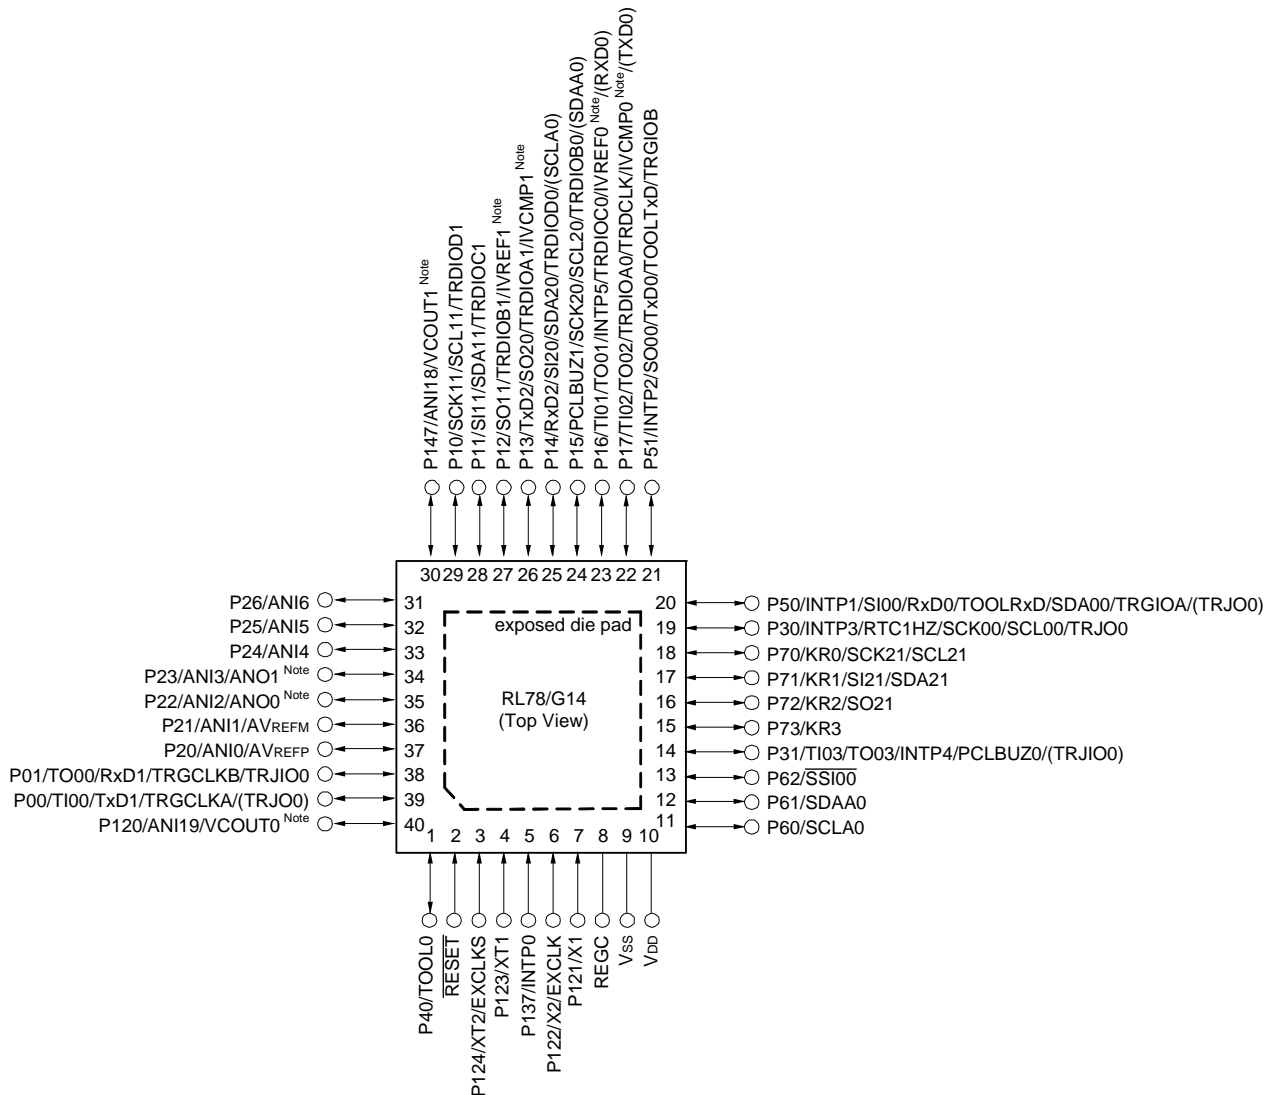 P147/ANI18/VCOUT1 Note
P10/SCK11/SCL11/TRDIOD1
P11/SI11/SDA11/TRDIOC1
P12/SO11/TRDIOB1/IVREF1 Note
P13/TxD2/SO20/TRDIOA1/IVCMP1 Note
P14/RxD2/SI20/SDA20/TRDIOD0/(SCLA0)
P15/PCLBUZ1/SCK20/SCL20/TRDIOB0/(SDAA0)
P16/TI01/TO01/INTP5/TRDIOC0/IVREF0 Note/(RXD0)
P17/TI02/TO02/TRDIOA0/TRDCLK/IVCMP0 Note/(TXD0)
P51/INTP2/SO00/TxD0/TOOLTxD/TRGIOB
30 29 28 27 26 25 24 23 22 21
P26/ANI6 31
P25/ANI5 32
P24/ANI4 33
P23/ANI3/ANO1 Note 34
P22/ANI2/ANO0 Note 35
P21/ANI1/AVREFM 36
P20/ANI0/AVREFP 37
P01/TO00/RxD1/TRGCLKB/TRJIO0 38
P00/TI00/TxD1/TRGCLKA/(TRJO0) 39
P120/ANI19/VCOUT0 Note 40
exposed die pad
RL78/G14
(Top View)
20 P50/INTP1/SI00/RxD0/TOOLRxD/SDA00/TRGIOA/(TRJO0)
19 P30/INTP3/RTC1HZ/SCK00/SCL00/TRJO0
18 P70/KR0/SCK21/SCL21
17 P71/KR1/SI21/SDA21
16 P72/KR2/SO21
15 P73/KR3
14 P31/TI03/TO03/INTP4/PCLBUZ0/(TRJIO0)
13 P62/SSI00
12 P61/SDAA0
11 P60/SCLA0
1 2 3 4 5 6 7 8 9 10
P40/TOOL0
RESET
P124/XT2/EXCLKS
P123/XT1
P137/INTP0
P122/X2/EXCLK
P121/X1
REGC
VSS
VDD